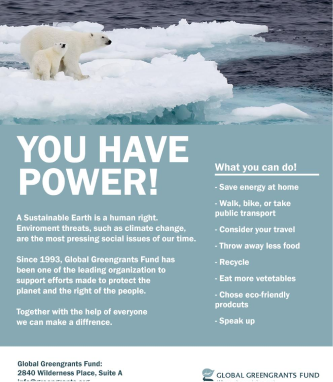 YOU HAVE
POWER!
A Sustainable Earth is a human right.
Enviroment threats, such as climate change,
are the most pressing social issues of our time.
Since 1993, Global Greengrants Fund has
been one of the leading organization to
support efforts made to protect the
planet and the right of the people.
Together with the help of everyone
we can make a diffrence.
What you can do!
- Save energy at home
- Walk, bike, or take
public transport
- Consider your travel
- Throw away less food
- Recycle
- Eat more vetetables
- Chose eco-friendly
prodcuts
- Speak up
Global Greengrants Fund:
2840 Wilderness Place, Suite A
GLOBAL GREENGRANTS FUND